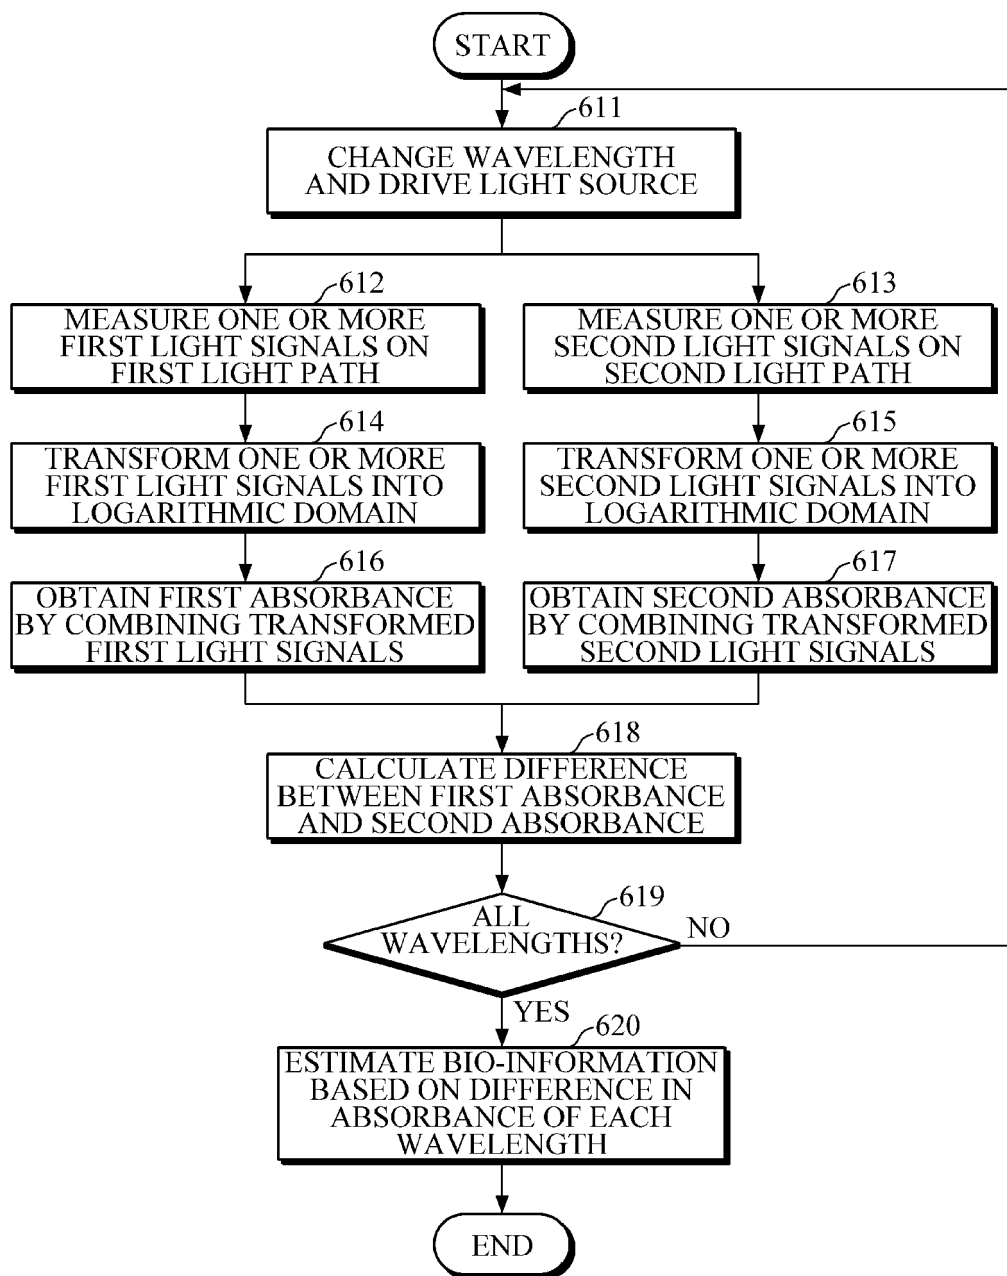 START
611
CHANGE WAVELENGTH
AND DRIVE LIGHT SOURCE
612
MEASURE ONE OR MORE
FIRST LIGHT SIGNALS ON
FIRST LIGHT PATH
613
MEASURE ONE OR MORE
SECOND LIGHT SIGNALS ON
SECOND LIGHT PATH
614
TRANSFORM ONE OR MORE
FIRST LIGHT SIGNALS INTO
LOGARITHMIC DOMAIN
615
TRANSFORM ONE OR MORE
SECOND LIGHT SIGNALS INTO
LOGARITHMIC DOMAIN
616
OBTAIN FIRST ABSORBANCE
BY COMBINING TRANSFORMED
FIRST LIGHT SIGNALS
617
OBTAIN SECOND ABSORBANCE
BY COMBINING TRANSFORMED
SECOND LIGHT SIGNALS
618
CALCULATE DIFFERENCE
BETWEEN FIRST ABSORBANCE
AND SECOND ABSORBANCE
619
ALL
WAVELENGTHS?
NO
YES
620
ESTIMATE BIO-INFORMATION
BASED ON DIFFERENCE IN
ABSORBANCE OF EACH
WAVELENGTH
END